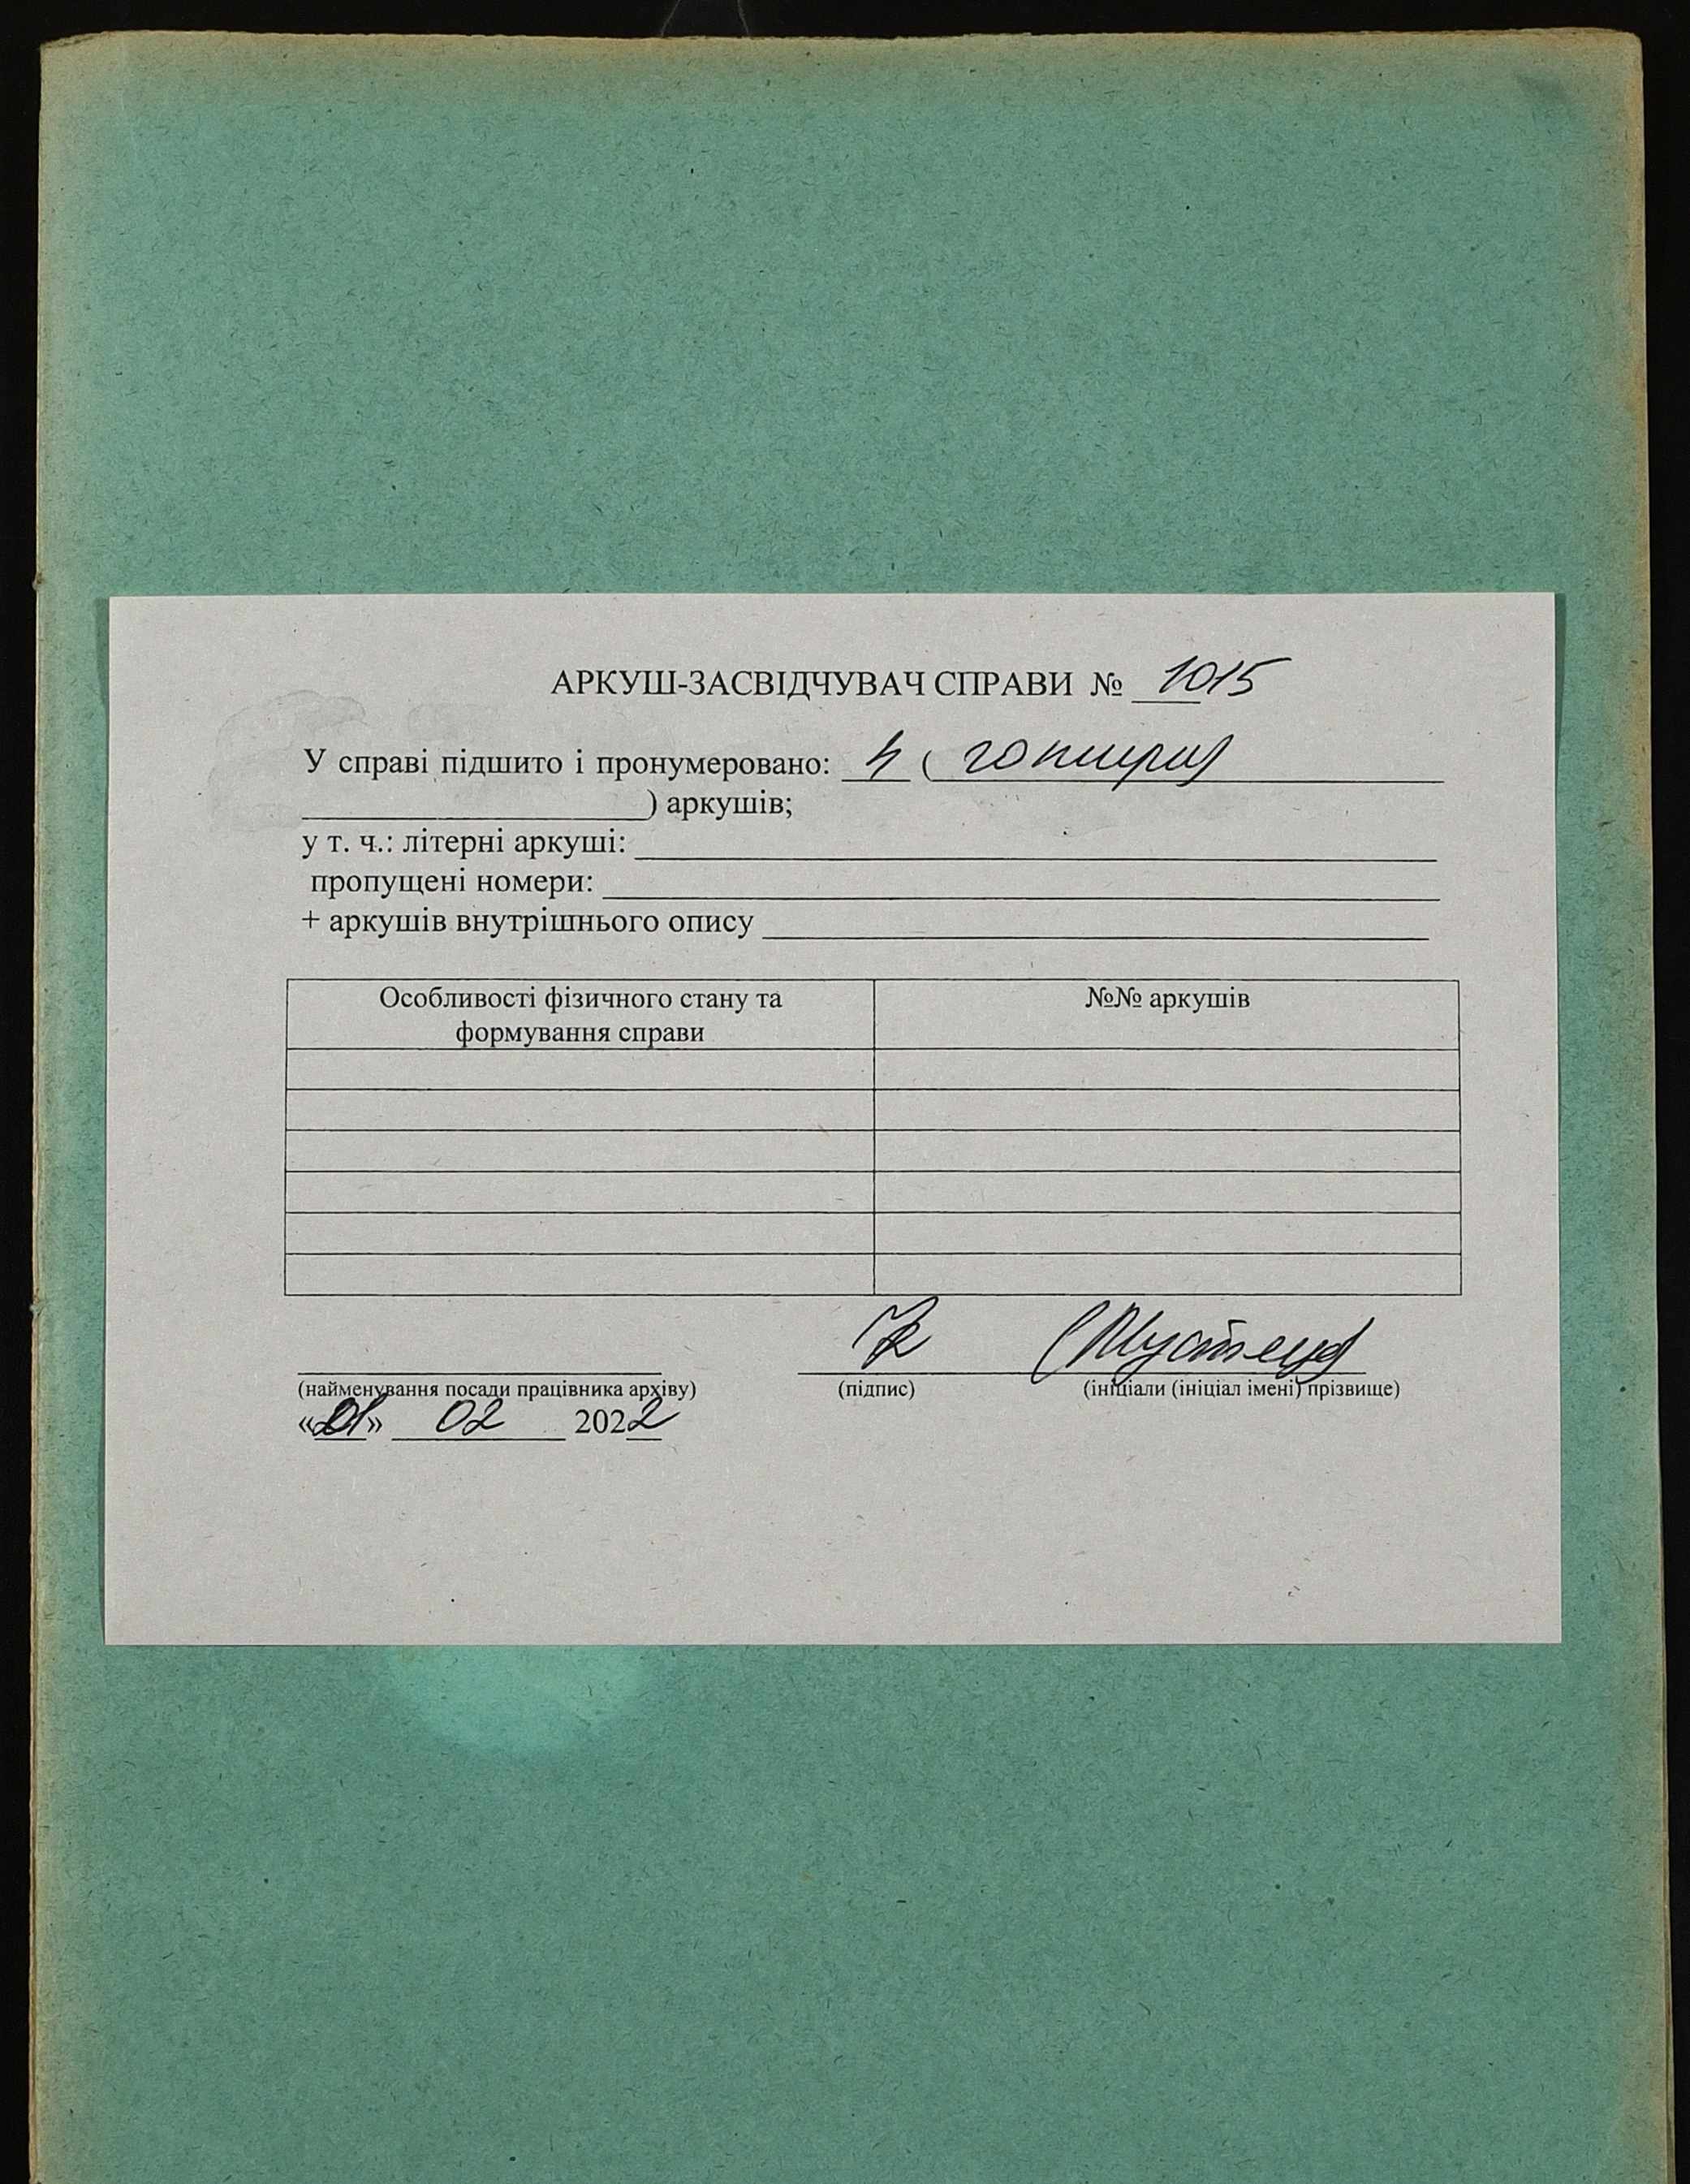 АРКУШ-ЗАСВІДЧУВАЧ СПРАВИ № 1015
У справі підшито і пронумеровано: 4 ( чотири)
) аркушів;
у т. ч.: літерні аркуші:
пропущені номери:
+ аркушів внутрішнього опису
Особливості фізичного стану та формування справи
№№ аркушів
(найменування посади працівника архіву)
(підпис)
(ініціали (ініціал імені) прізвище)
« » 02 2022